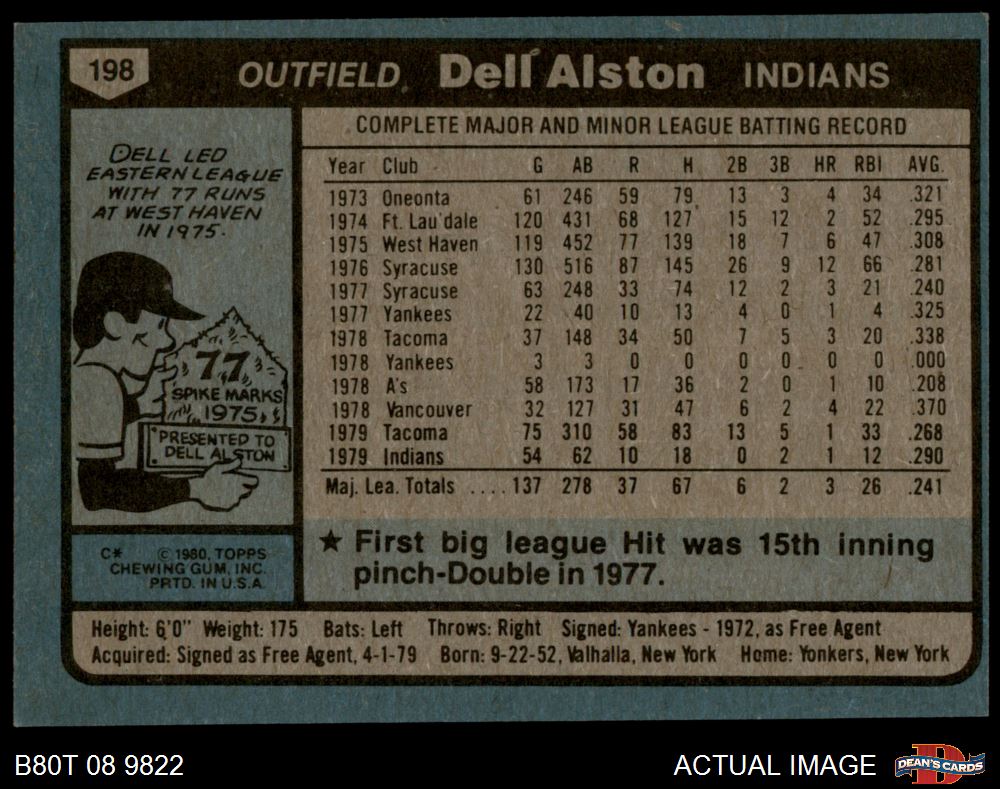 198
OUTFIELD, Dell Alston INDIANS
DELL LED
EASTERN LEAGUE
WITH 77 RUNS
AT WEST HAVEN
IN 1975.
77
SPIKE MARKS
1975
PRESENTED TO
DELL ALSTON
C* © 1980, TOPPS
CHEWING GUM, INC.
PRTD. IN U.S.A.
COMPLETE MAJOR AND MINOR LEAGUE BATTING RECORD
Year Club G AB R H 2B 3B HR RBI AVG.
1973 Oneonta 61 246 59 79 13 3 4 34 .321
1974 Ft. Lau'dale 120 431 68 127 15 12 2 52 .295
1975 West Haven 119 452 77 139 18 7 6 47 .308
1976 Syracuse 130 516 87 145 26 9 12 66 .281
1977 Syracuse 63 248 33 74 12 2 3 21 .240
1977 Yankees 22 40 10 13 4 0 1 4 .325
1978 Tacoma 37 148 34 50 7 5 3 20 .338
1978 Yankees 3 3 0 0 0 0 0 0 .000
1978 A's 58 173 17 36 2 0 1 10 .208
1978 Vancouver 32 127 31 47 6 2 4 22 .370
1979 Tacoma 75 310 58 83 13 5 1 33 .268
1979 Indians 54 62 10 18 0 2 1 12 .290
Maj. Lea. Totals .... 137 278 37 67 6 2 3 26 .241
★ First big league Hit was 15th inning
pinch-Double in 1977.
Height: 6'0" Weight: 175 Bats: Left Throws: Right Signed: Yankees - 1972, as Free Agent
Acquired: Signed as Free Agent, 4-1-79 Born: 9-22-52, Valhalla, New York Home: Yonkers, New York
B80T 08 9822
ACTUAL IMAGE
DEAN'S CARDS